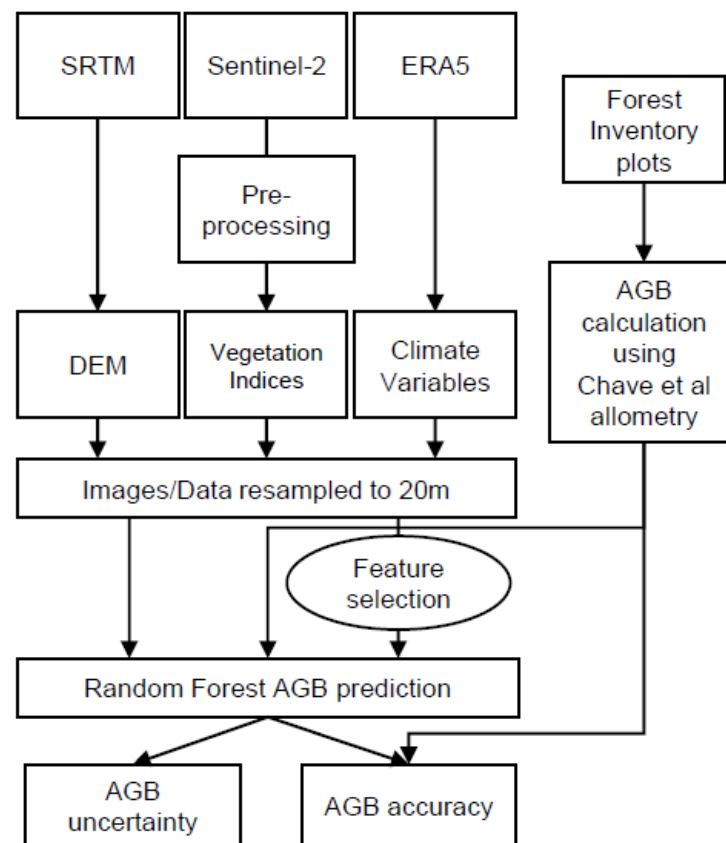 SRTM
Sentinel-2
ERA5
Forest
Inventory
plots
Pre-
processing
AGB
calculation
using
Chave et al
allometry
DEM
Vegetation
Indices
Climate
Variables
Images/Data resampled to 20m
Feature
selection
Random Forest AGB prediction
AGB
uncertainty
AGB accuracy